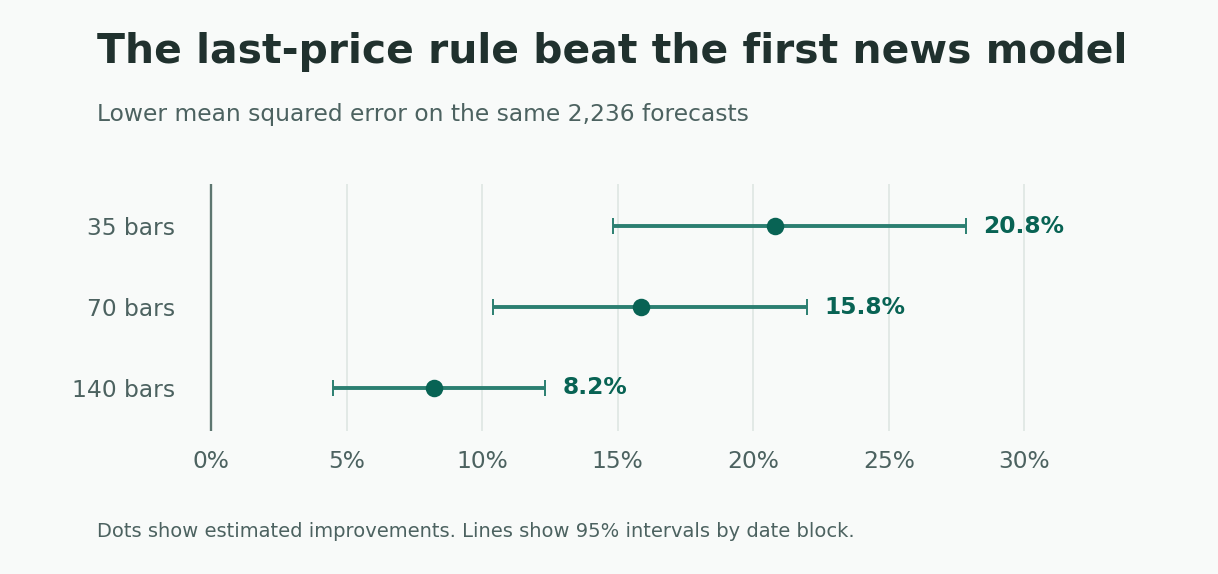 The last-price rule beat the first news model
Lower mean squared error on the same 2,236 forecasts
35 bars
20.8%
70 bars
15.8%
140 bars
8.2%
0%
5%
10%
15%
20%
25%
30%
Dots show estimated improvements. Lines show 95% intervals by date block.